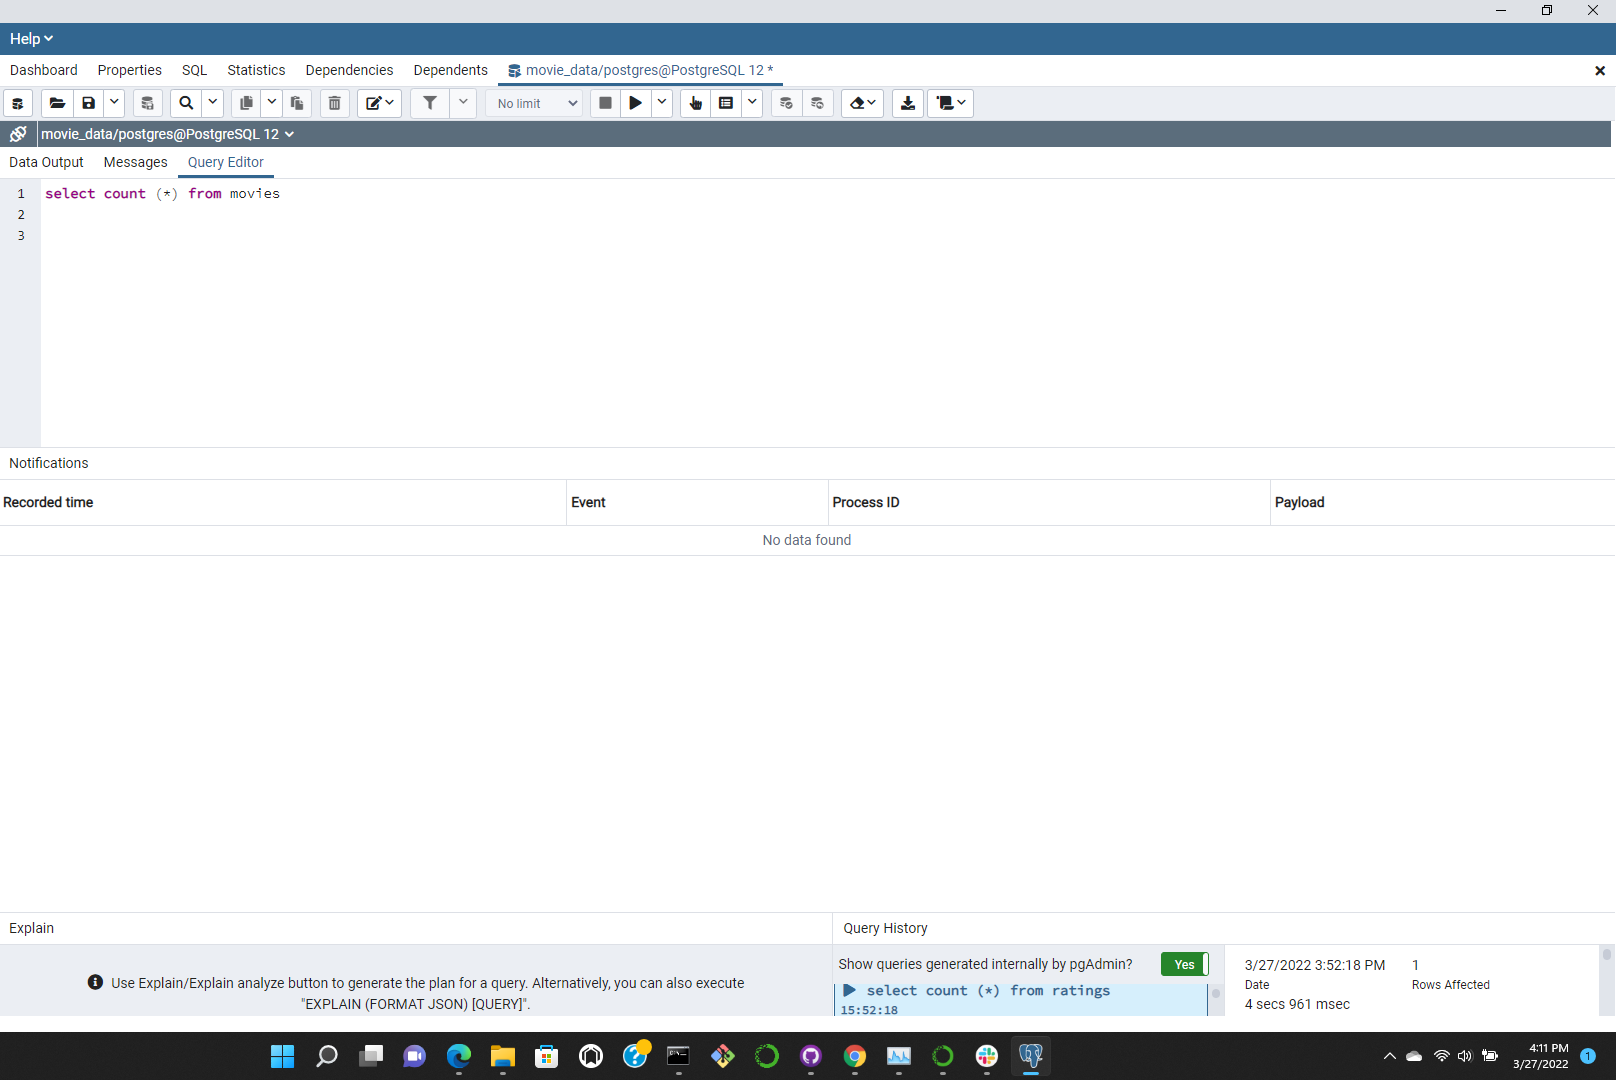 Help
Dashboard Properties SQL Statistics Dependencies Dependents movie_data/postgres@PostgreSQL 12 *
No limit
movie_data/postgres@PostgreSQL 12
Data Output Messages Query Editor
1 select count (*) from movies
2
3
Notifications
Recorded time Event Process ID Payload
No data found
Explain
Use Explain/Explain analyze button to generate the plan for a query. Alternatively, you can also execute
"EXPLAIN (FORMAT JSON) [QUERY]".
Query History
Show queries generated internally by pgAdmin? Yes
select count (*) from ratings
15:52:18
3/27/2022 3:52:18 PM 1
Date Rows Affected
4 secs 961 msec
4:11 PM
3/27/2022
1